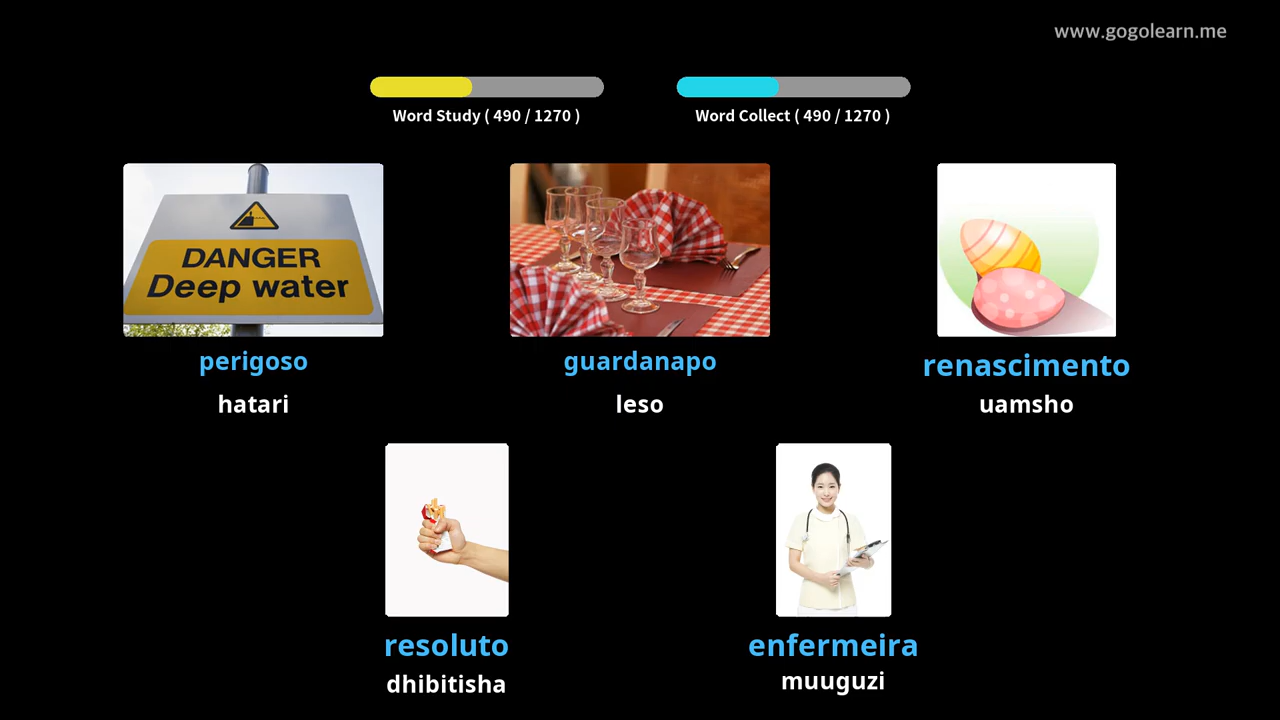 www.gogolearn.me
Word Study ( 490 / 1270 )
Word Collect ( 490 / 1270 )
DANGER
Deep water
perigoso
guardanapo
renascimento
hatari
leso
uamsho
resoluto
enfermeira
dhibitisha
muuguzi